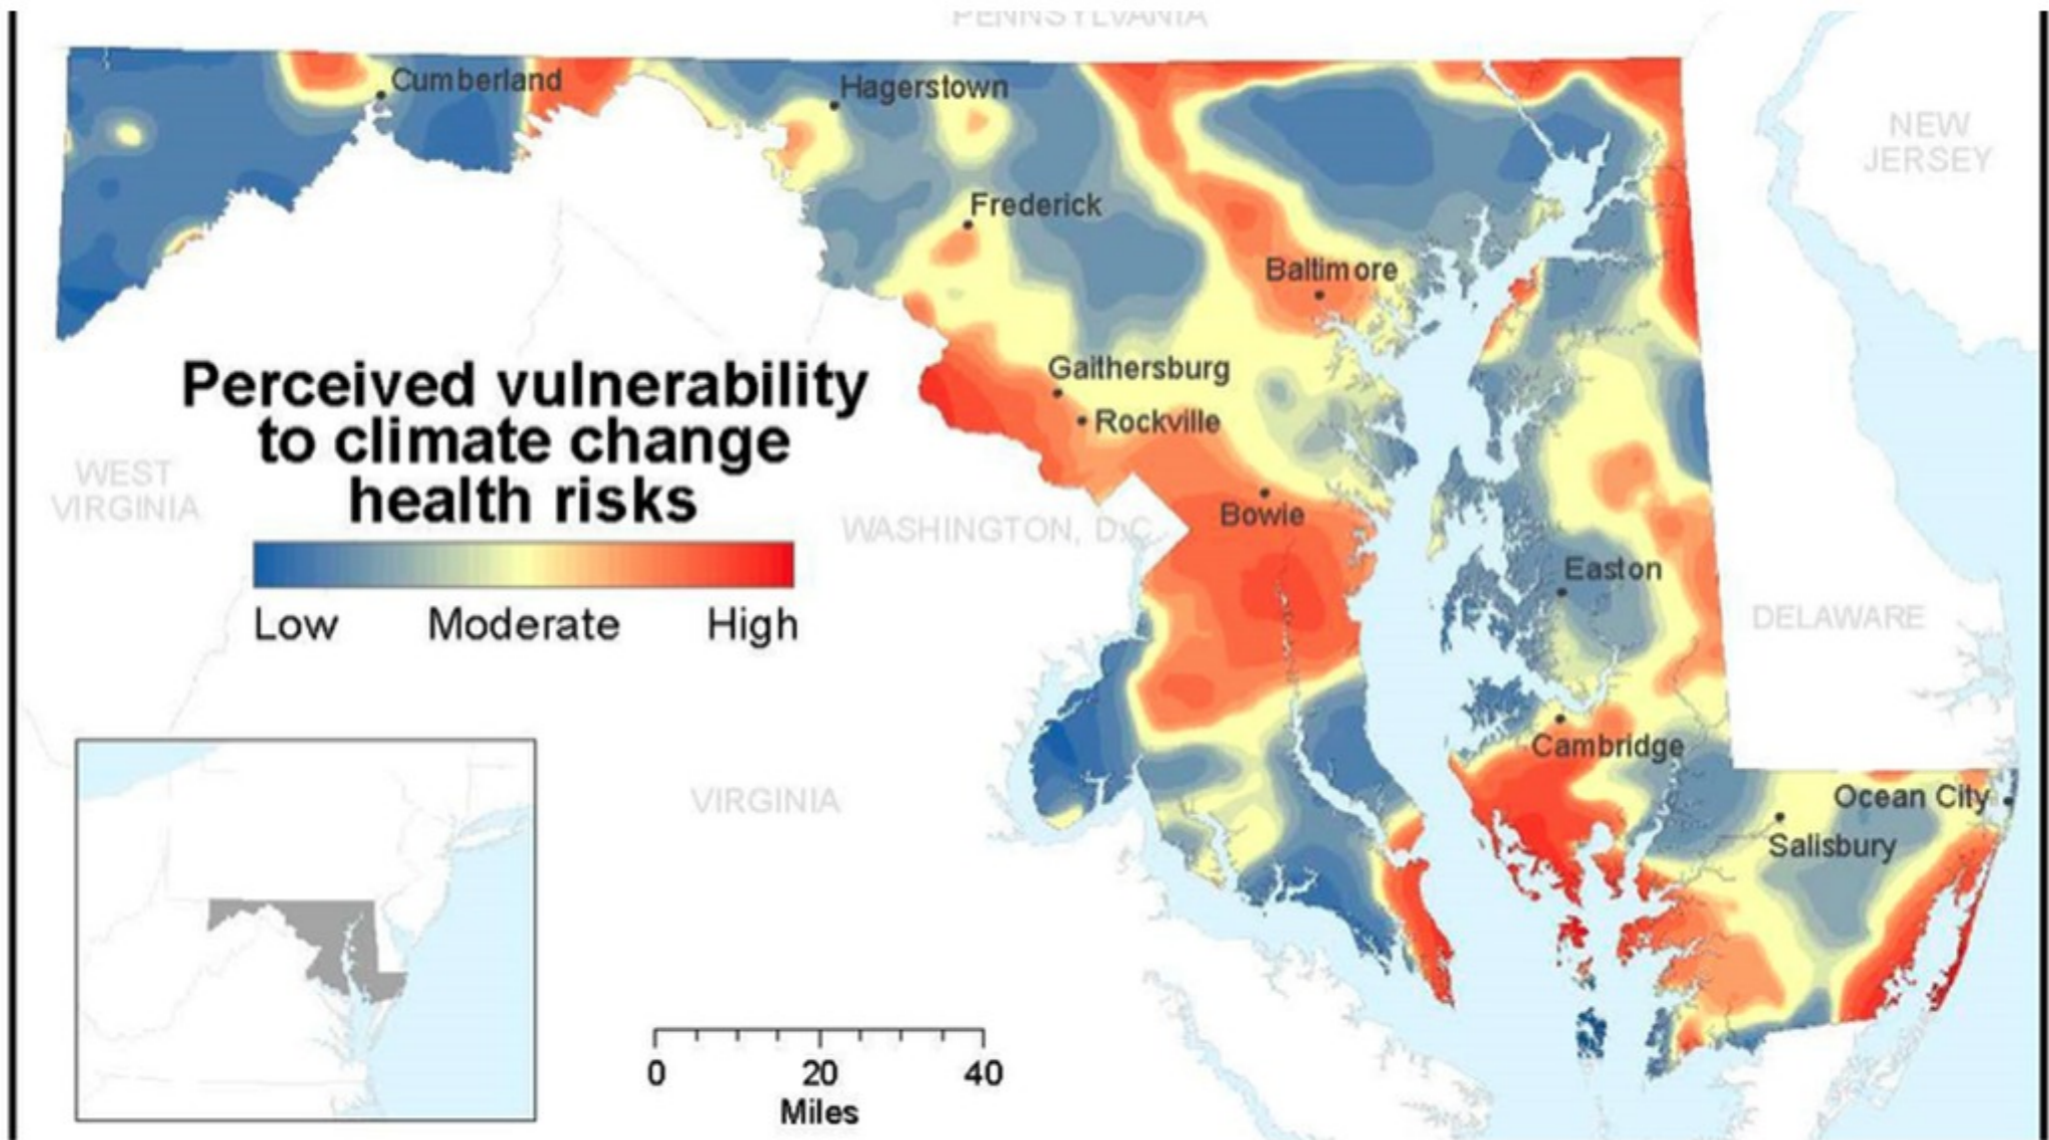 PENNSYLVANIA
Cumberland
Hagerstown
NEW
JERSEY
Frederick
Baltimore
Perceived vulnerability
to climate change
health risks
Low Moderate High
Gaithersburg
Rockville
WEST
VIRGINIA
WASHINGTON, D.C.
Bowie
Easton
DELAWARE
Cambridge
VIRGINIA
Ocean City
Salisbury
0 20 40
Miles